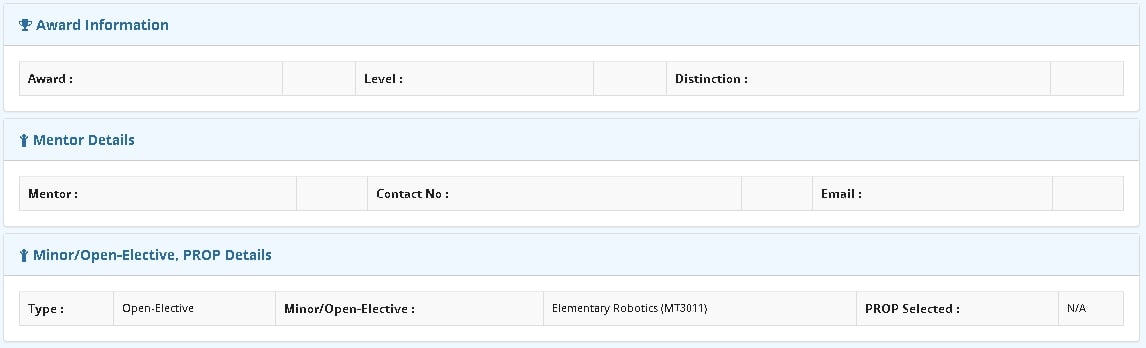 Award Information
Award : Level : Distinction :
Mentor Details
Mentor : Contact No : Email :
Minor/Open-Elective, PROP Details
Type : Open-Elective Minor/Open-Elective : Elementary Robotics (MT3011) PROP Selected : N/A